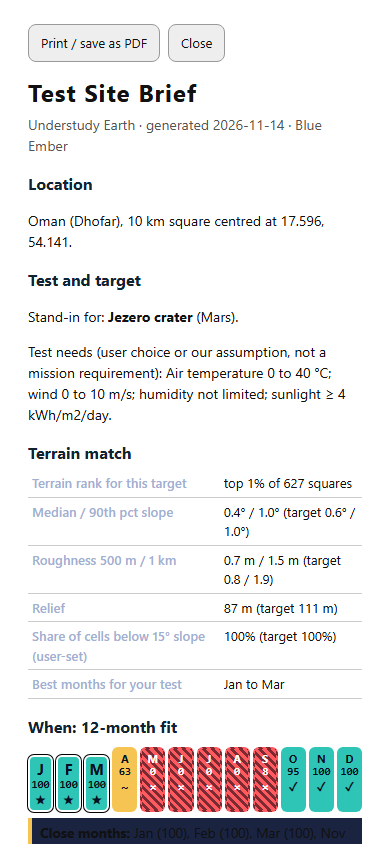 Print / save as PDF
Close
Test Site Brief
Understudy Earth · generated 2026-11-14 · Blue
Ember
Location
Oman (Dhofar), 10 km square centred at 17.596,
54.141.
Test and target
Stand-in for: Jezero crater (Mars).
Test needs (user choice or our assumption, not a
mission requirement): Air temperature 0 to 40 °C;
wind 0 to 10 m/s; humidity not limited; sunlight ≥ 4
kWh/m2/day.
Terrain match
Terrain rank for this target top 1% of 627 squares
Median / 90th pct slope 0.4° / 1.0° (target 0.6° /
1.0°)
Roughness 500 m / 1 km 0.7 m / 1.5 m (target
0.8 / 1.9)
Relief 87 m (target 111 m)
Share of cells below 15° slope 100% (target 100%)
(user-set)
Best months for your test Jan to Mar
When: 12-month fit
J F M A M J J A S O N D
100 100 100 63 0 0 0 0 95 100 100
★ ★ ★ ~ × × × × × ✓ ✓ ✓
Close months: Jan (100), Feb (100), Mar (100), Nov